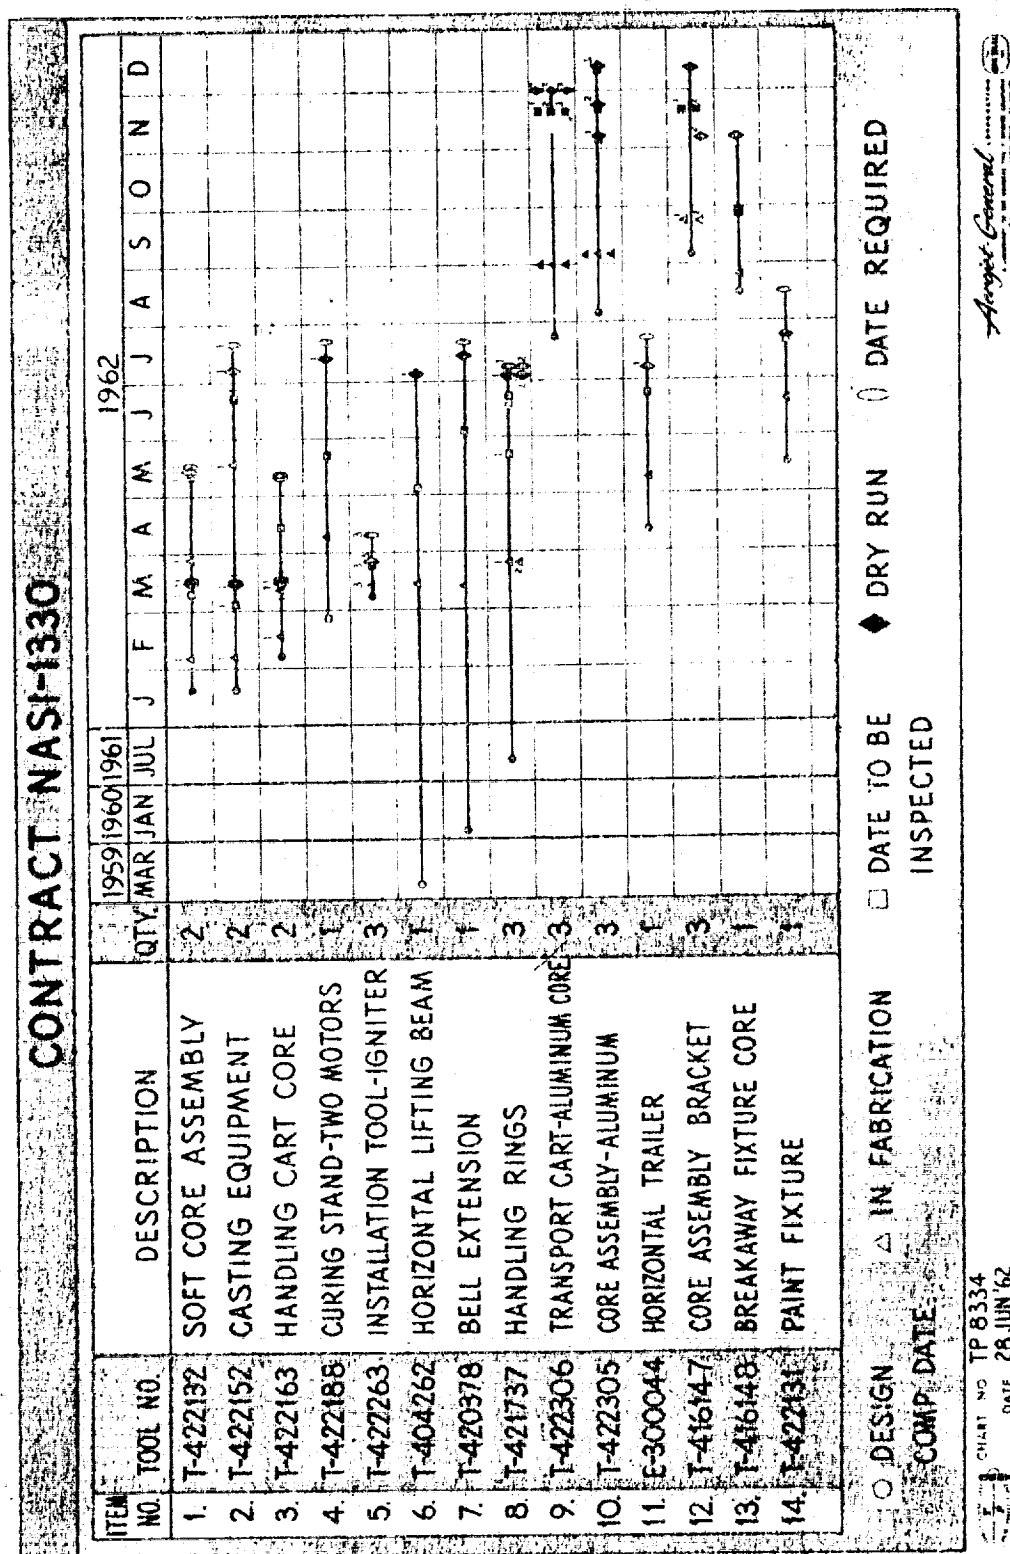 CONTRACT NAS1-1330
ITEM NO. TOOL NO. DESCRIPTION QTY. 1959 1960 1961 1962
MAR JAN JUL J F M A M J J A S O N D
1. T-422132 SOFT CORE ASSEMBLY 2
2. T-422152 CASTING EQUIPMENT 2
3. T-422163 HANDLING CART CORE 2
4. T-422188 CURING STAND-TWO MOTORS 1
5. T-422263 INSTALLATION TOOL-IGNITER 3
6. T-404262 HORIZONTAL LIFTING BEAM 1
7. T-420378 BELL EXTENSION 1
8. T-421737 HANDLING RINGS 3
9. T-422306 TRANSPORT CART-ALUMINUM CORE 3
10. T-422305 CORE ASSEMBLY-ALUMINUM 3
11. E-300044 HORIZONTAL TRAILER 1
12. T-416147 CORE ASSEMBLY BRACKET 3
13. T-416148 BREAKAWAY FIXTURE CORE 1
14. T-422131 PAINT FIXTURE 1
○ DESIGN △ IN FABRICATION □ DATE TO BE ◆ DRY RUN () DATE REQUIRED
COMP DATE: INSPECTED
CHART NO TP 8334
DATE 28 JUN '62
Aerojet-General